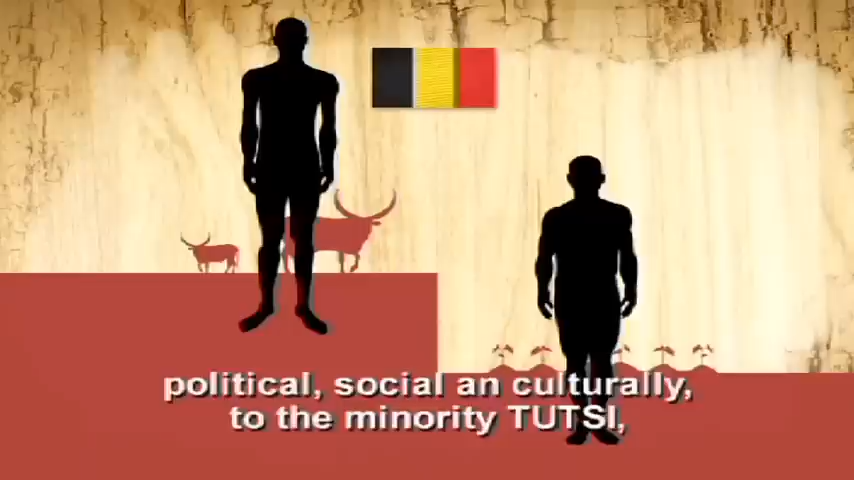 political, social an culturally,
to the minority TUTSI,